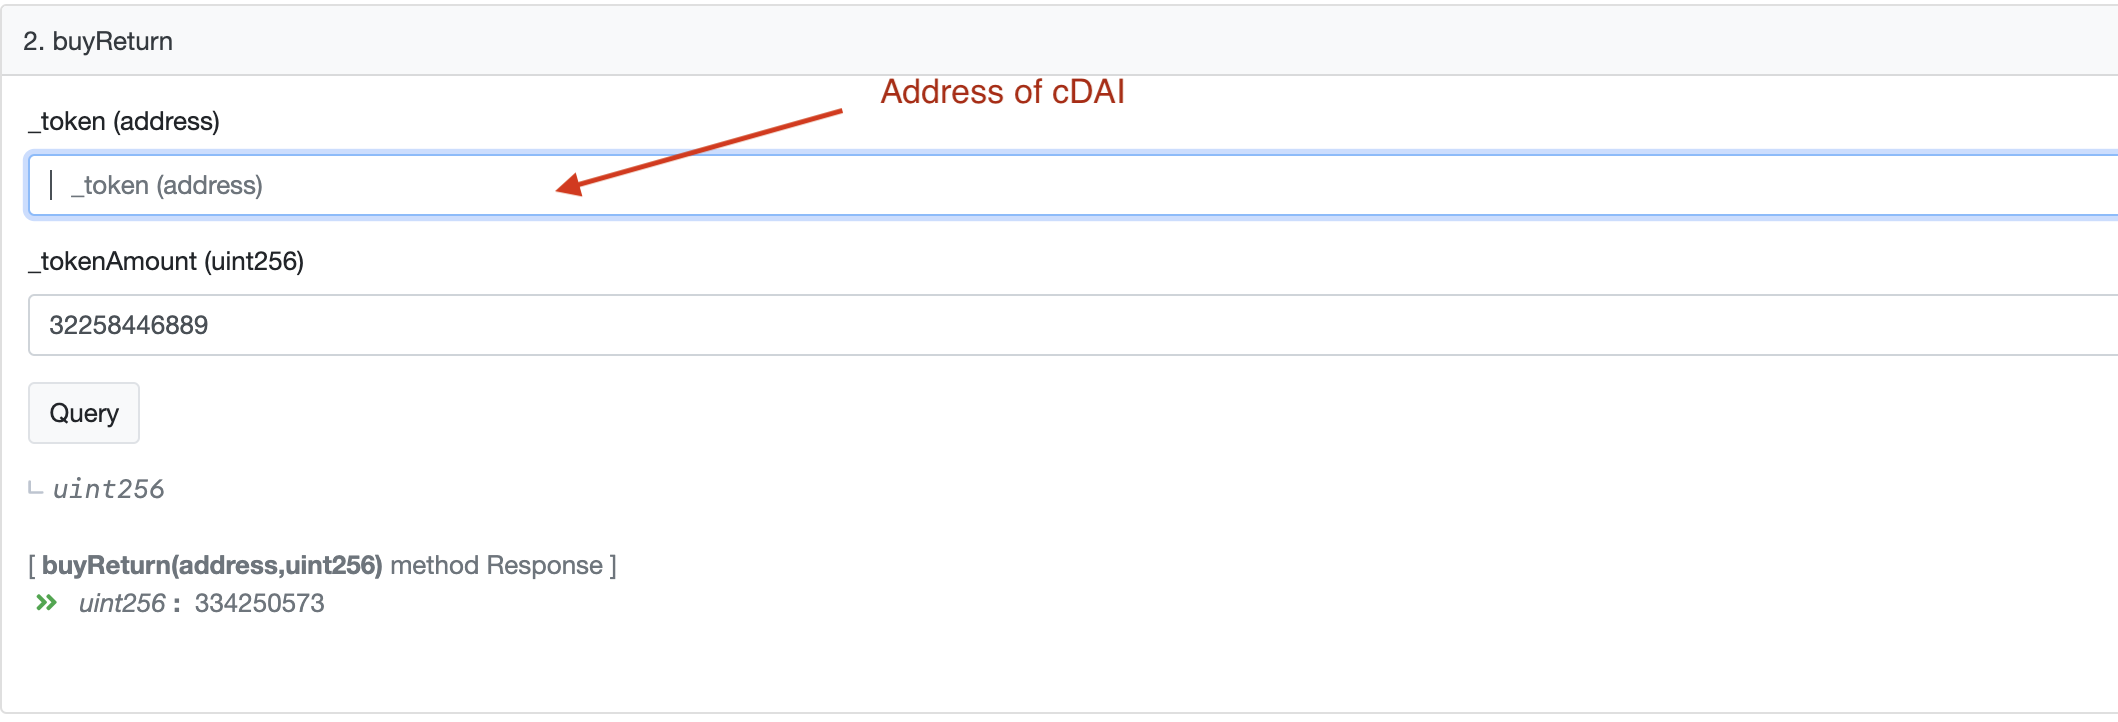 2. buyReturn
Address of cDAI
_token (address)
_token (address)
_tokenAmount (uint256)
32258446889
Query
uint256
[ buyReturn(address,uint256) method Response ]
uint256 : 334250573